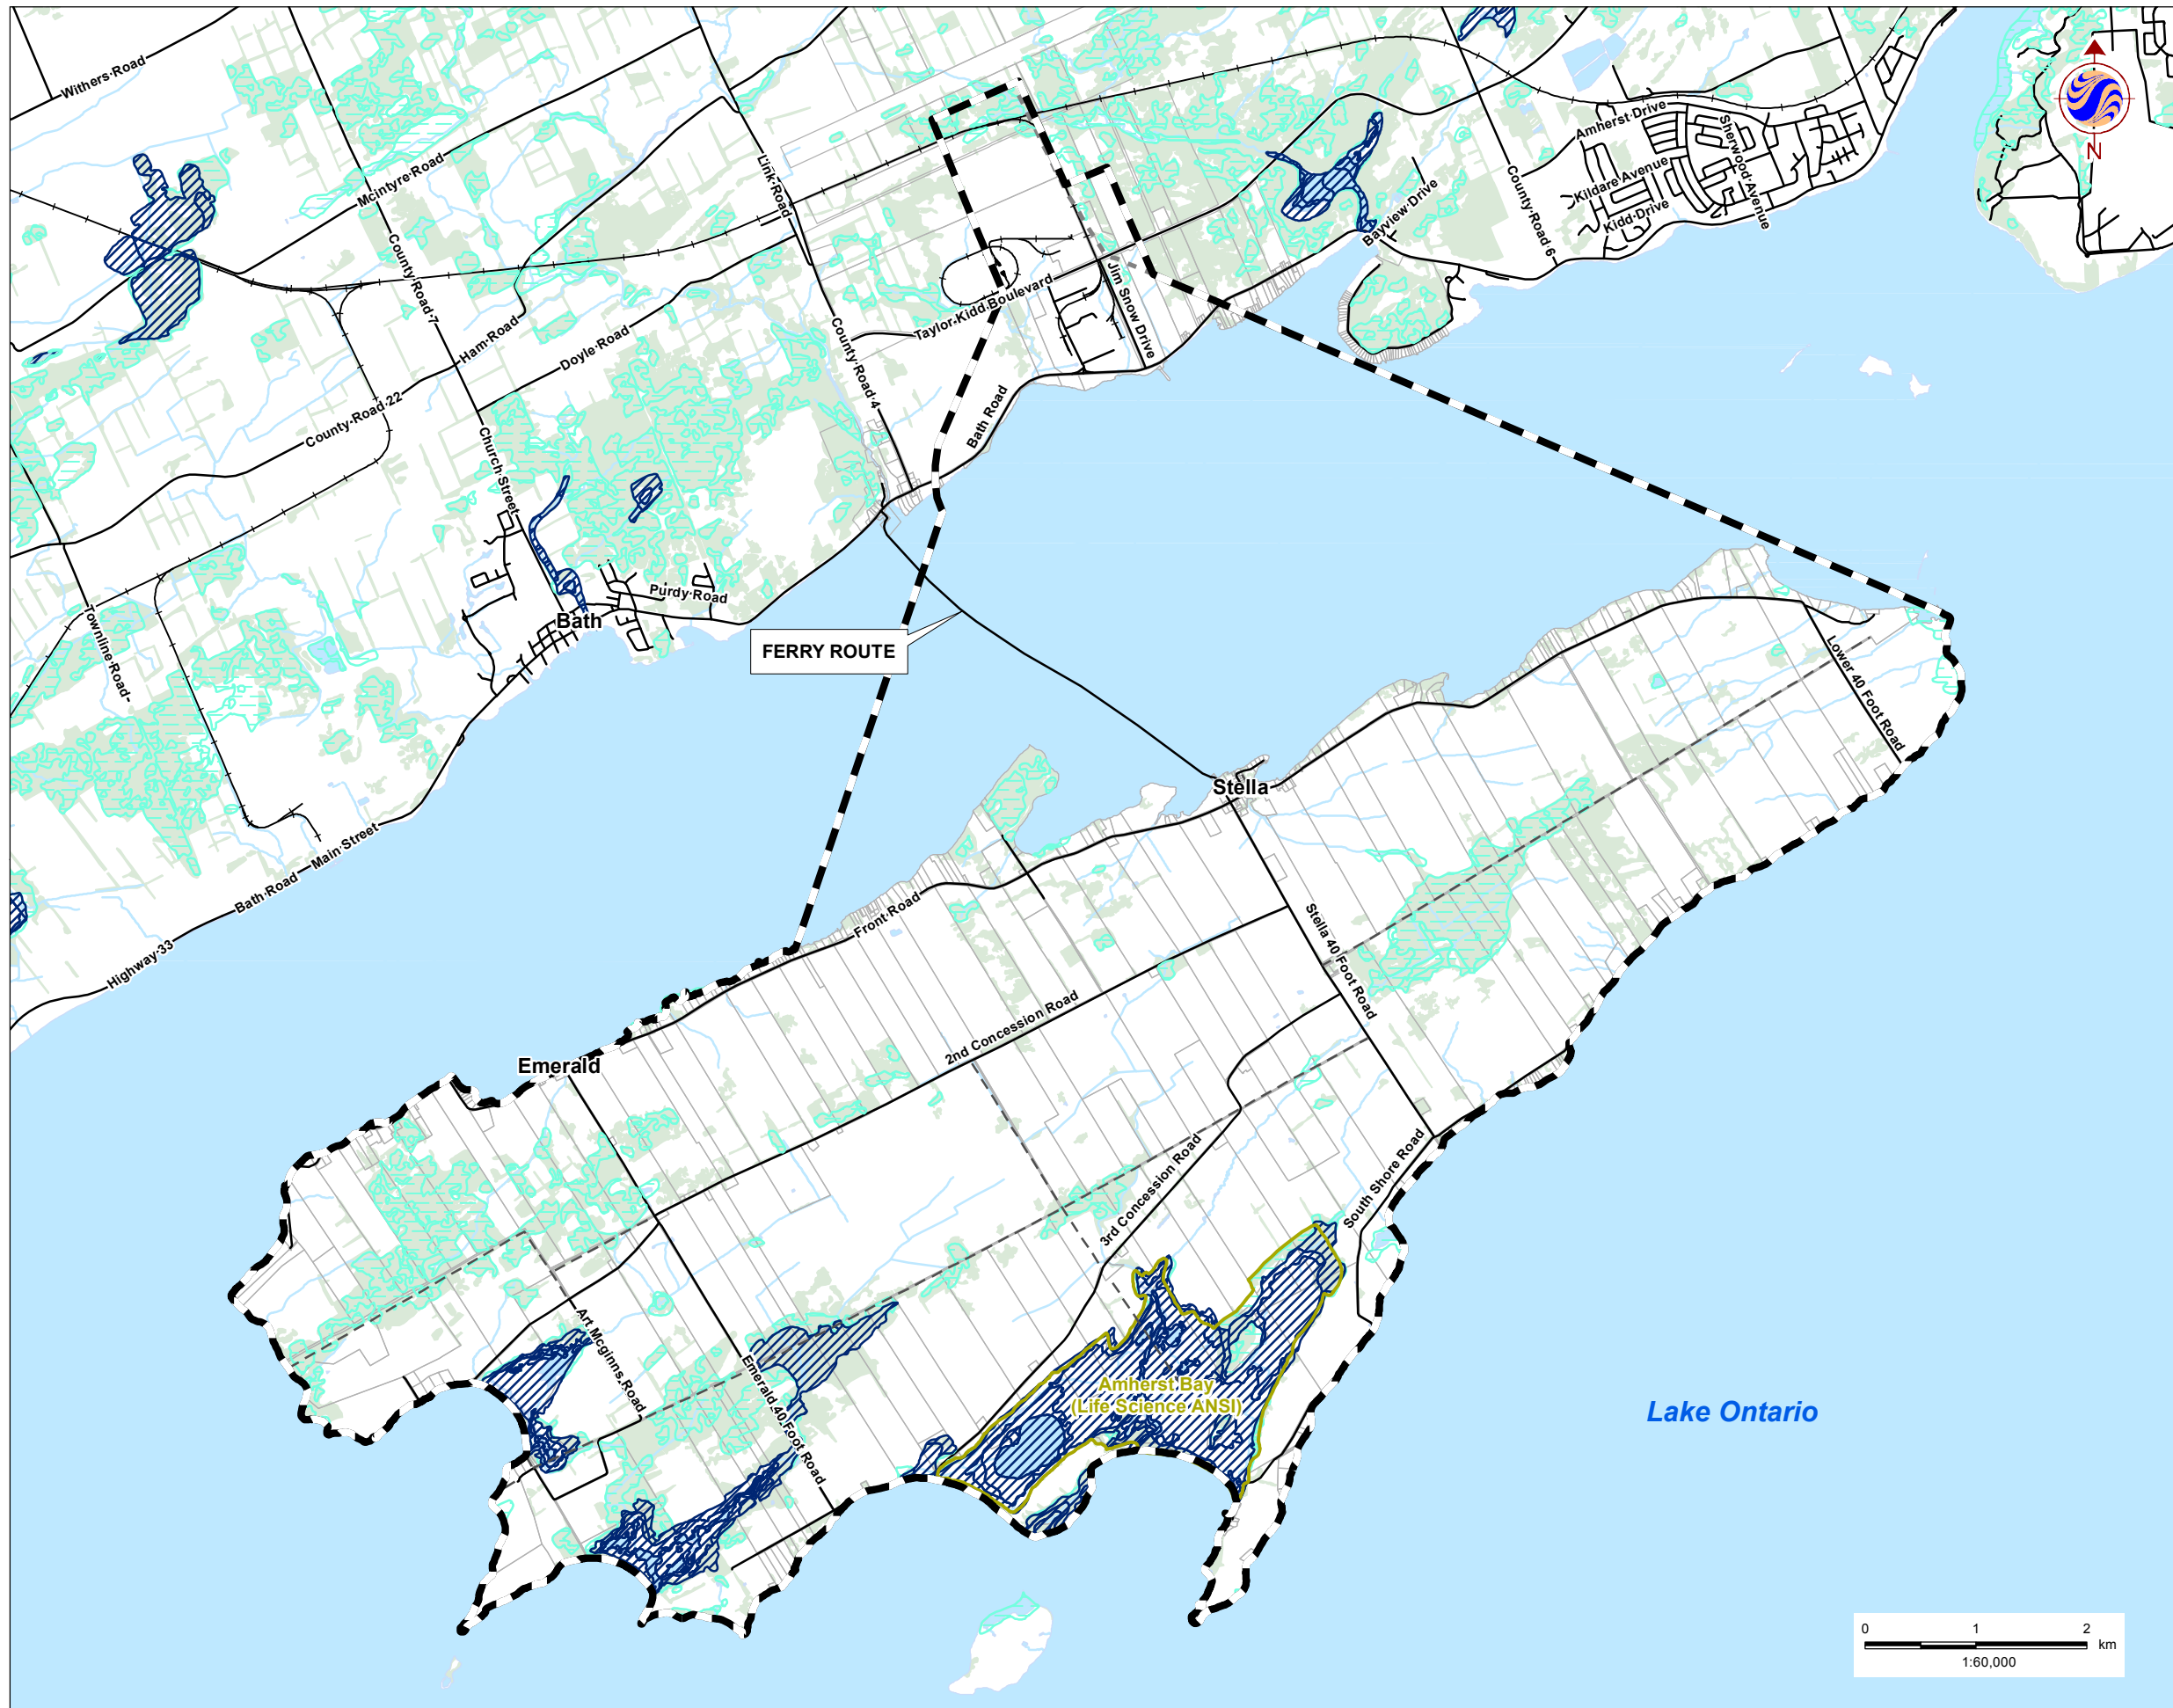 Withers Road
McIntyre Road
Link Road
Amherst Drive
Sherwood Avenue
N
Kildare Avenue
Kidd Drive
County Road 6
Bayview Drive
County Road 7
Jim Snow Drive
Taylor-Kidd Boulevard
Ham Road
Doyle Road
County Road 4
County Road 22
Bath Road
Church Street
Purdy Road
Bath
Townline Road
FERRY ROUTE
Lower 40 Foot Road
Stella
Main Street
Bath Road
Highway 33
Front Road
Stella 40 Foot Road
2nd Concession Road
Emerald
3rd Concession Road
South Shore Road
Art Mcginns Road
Emerald 40 Foot Road
Amherst Bay
(Life Science ANSI)
Lake Ontario
0 1 2
km
1:60,000